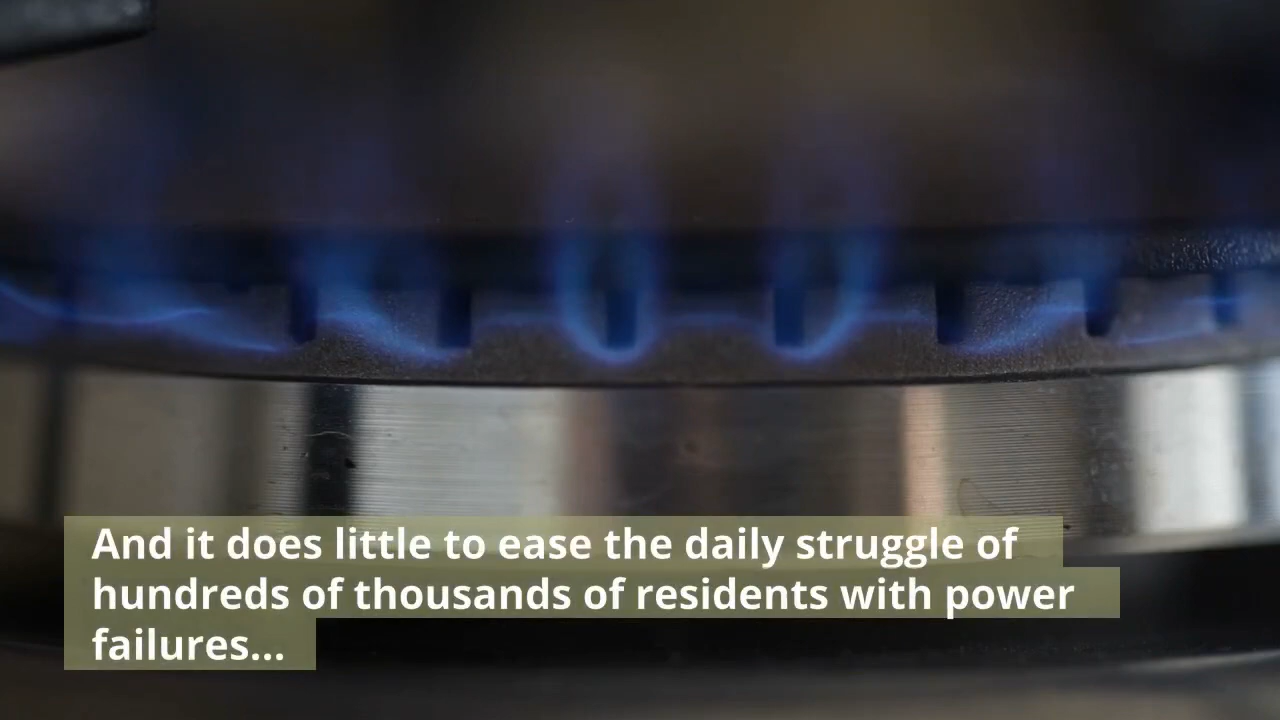 And it does little to ease the daily struggle of
hundreds of thousands of residents with power
failures...